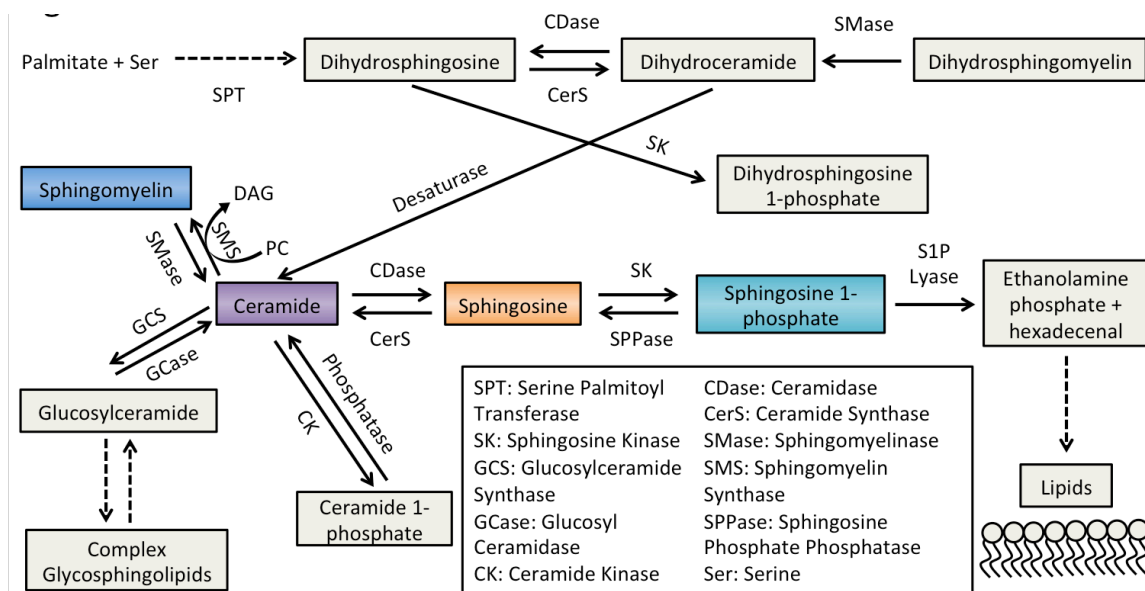 CDase
SMase
Palmitate + Ser
Dihydrosphingosine
Dihydroceramide
Dihydrosphingomyelin
SPT
CerS
SK
Dihydrosphingosine
1-phosphate
Desaturase
Sphingomyelin
DAG
SMase
SMS
PC
Ceramide
CDase
CerS
Sphingosine
SK
SPPase
Sphingosine 1-
phosphate
S1P
Lyase
Ethanolamine
phosphate +
hexadecenal
GCS
GCase
Glucosylceramide
Phosphatase
CK
Ceramide 1-
phosphate
Complex
Glycosphingolipids
SPT: Serine Palmitoyl
Transferase
SK: Sphingosine Kinase
GCS: Glucosylceramide
Synthase
GCase: Glucosyl
Ceramidase
CK: Ceramide Kinase
CDase: Ceramidase
CerS: Ceramide Synthase
SMase: Sphingomyelinase
SMS: Sphingomyelin
Synthase
SPPase: Sphingosine
Phosphate Phosphatase
Ser: Serine
Lipids